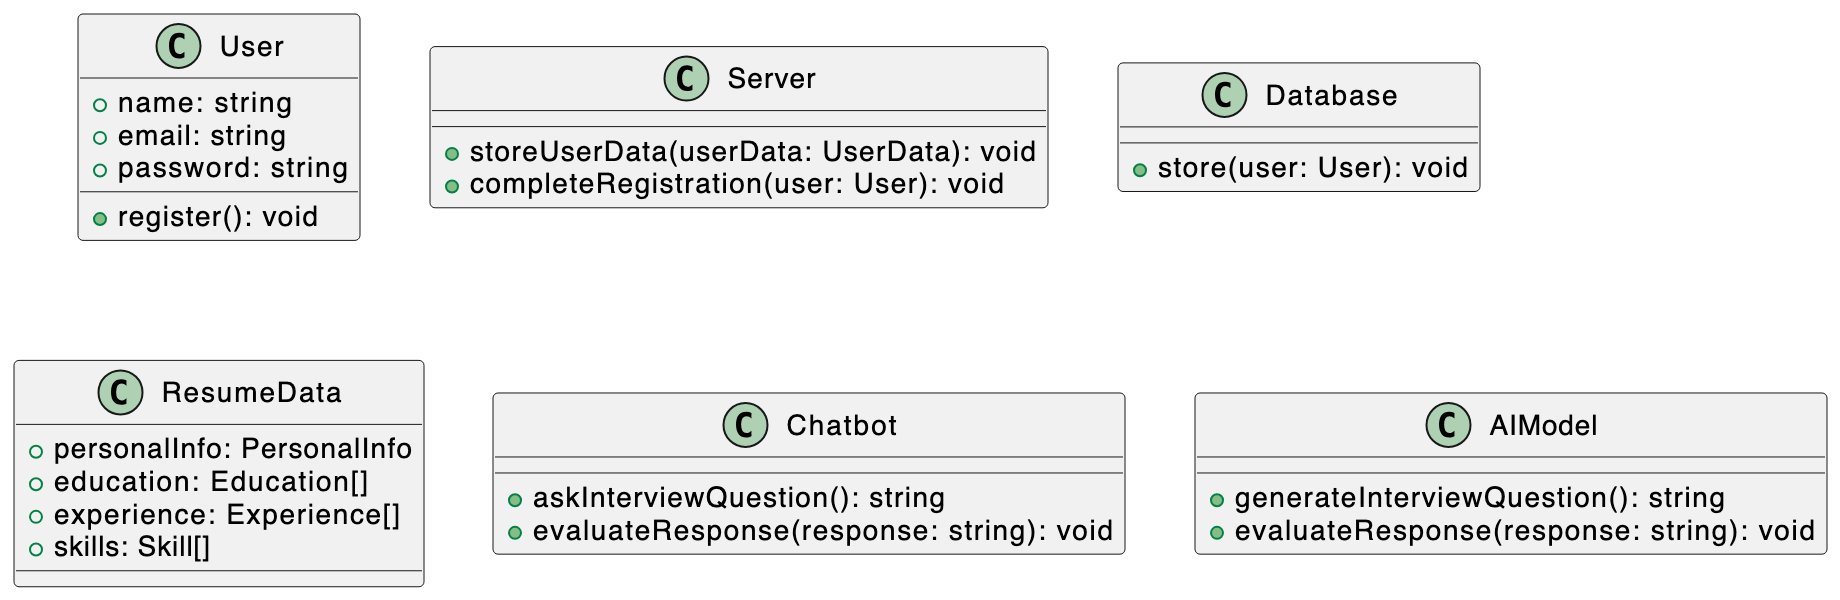 C User
name: string
email: string
password: string
register(): void
C Server
storeUserData(userData: UserData): void
completeRegistration(user: User): void
C Database
store(user: User): void
C ResumeData
personalInfo: PersonalInfo
education: Education[]
experience: Experience[]
skills: Skill[]
C Chatbot
askInterviewQuestion(): string
evaluateResponse(response: string): void
C AIModel
generateInterviewQuestion(): string
evaluateResponse(response: string): void